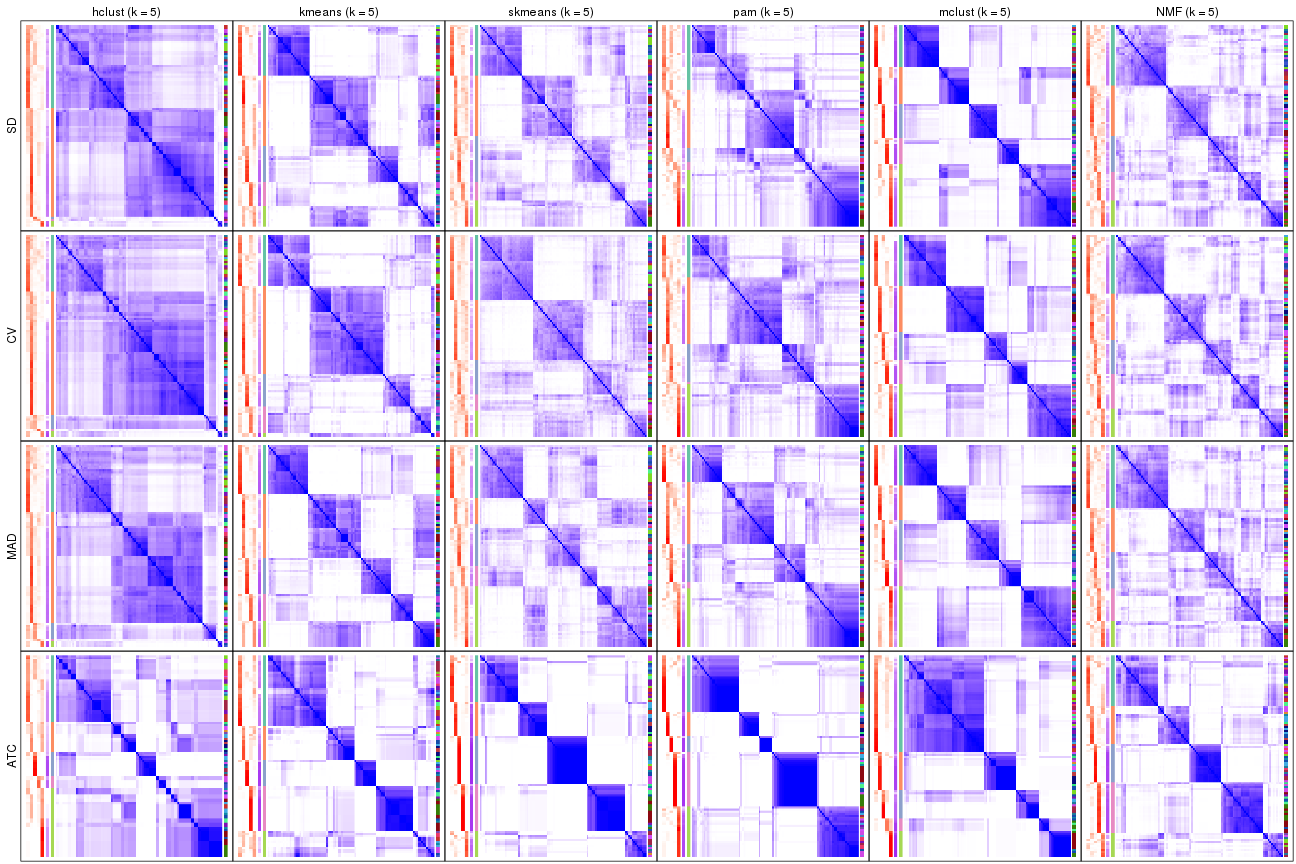 hclust (k = 5) kmeans (k = 5) skmeans (k = 5) pam (k = 5) mclust (k = 5) NMF (k = 5)
SD
CV
MAD
ATC